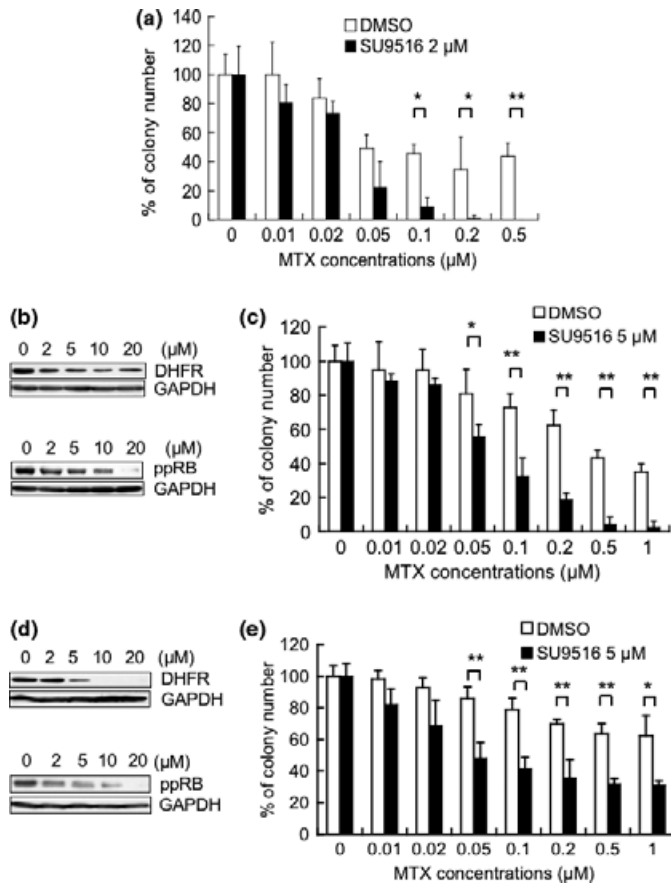 (a)
140
120
100
80
60
40
20
0
% of colony number
DMSO
SU9516 2 µM
* * **
0 0.01 0.02 0.05 0.1 0.2 0.5
MTX concentrations (µM)
(b)
0 2 5 10 20 (µM)
DHFR
GAPDH
0 2 5 10 20 (µM)
ppRB
GAPDH
(c)
120
100
80
60
40
20
0
% of colony number
DMSO
SU9516 5 µM
* ** ** ** **
0 0.01 0.02 0.05 0.1 0.2 0.5 1
MTX concentrations (µM)
(d)
0 2 5 10 20 (µM)
DHFR
GAPDH
0 2 5 10 20 (µM)
ppRB
GAPDH
(e)
120
100
80
60
40
20
0
% of colony number
DMSO
SU9516 5 µM
** ** ** ** *
0 0.01 0.02 0.05 0.1 0.2 0.5 1
MTX concentrations (µM)